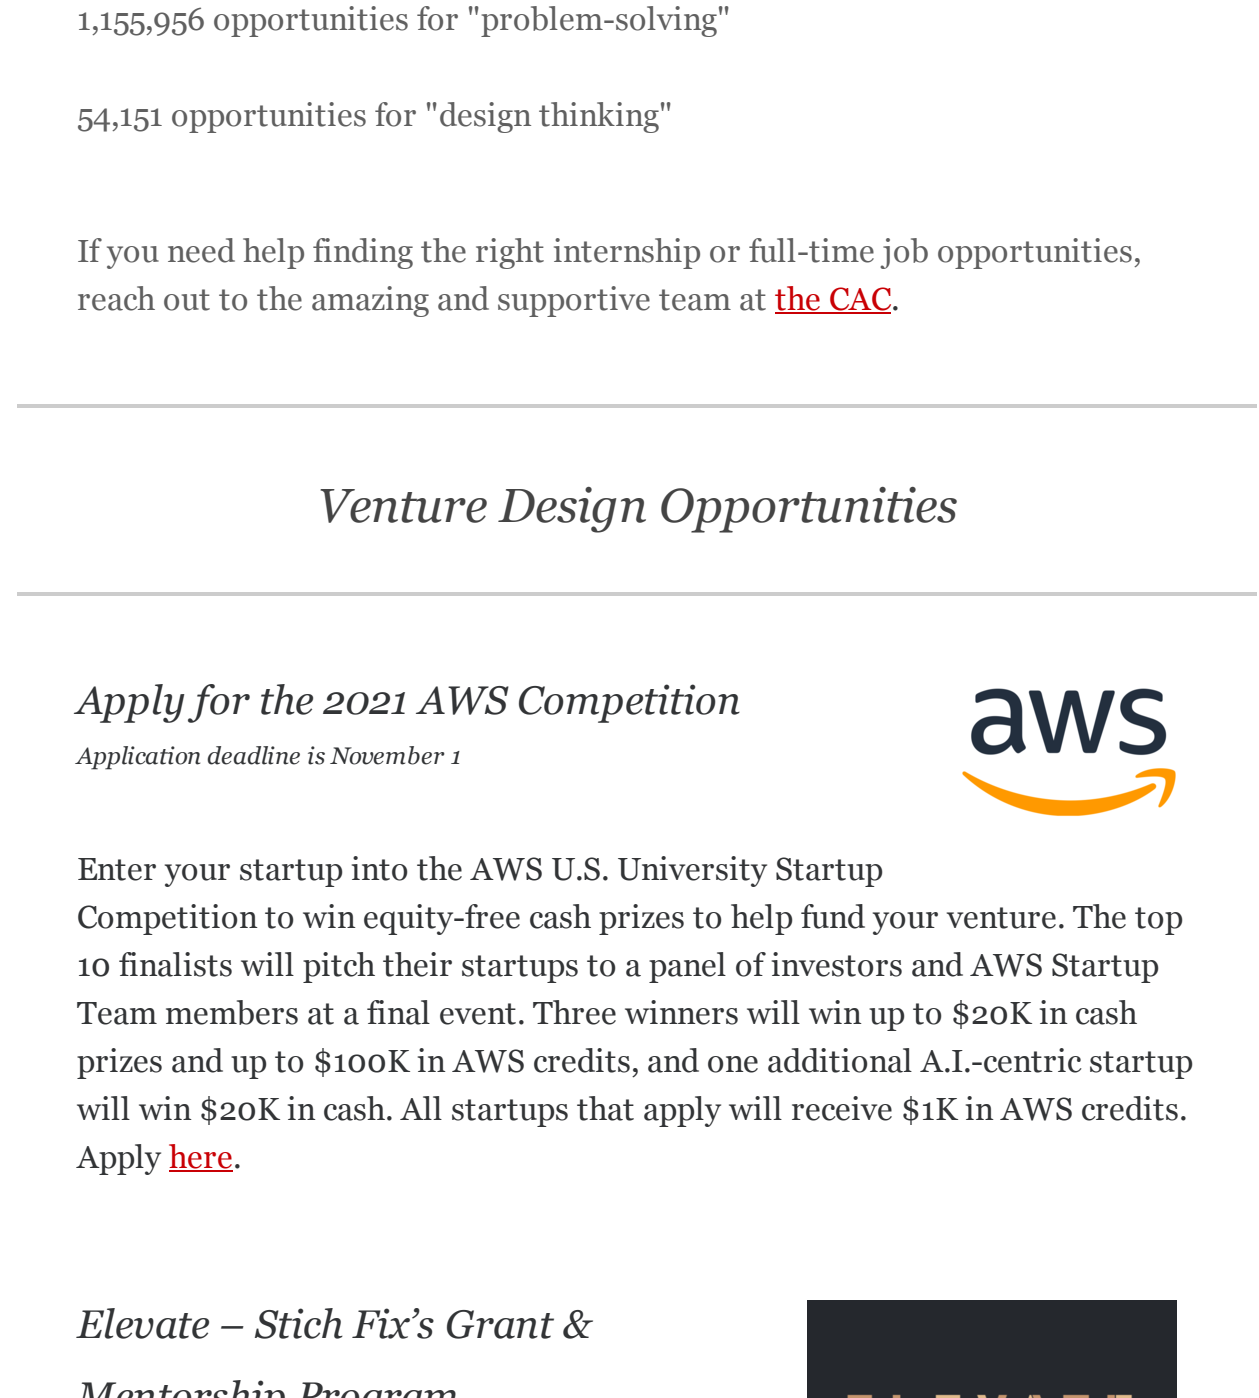 1,155,956 opportunities for "problem-solving"
54,151 opportunities for "design thinking"
If you need help finding the right internship or full-time job opportunities,
reach out to the amazing and supportive team at the CAC.
Venture Design Opportunities
Apply for the 2021 AWS Competition
Application deadline is November 1
aws
Enter your startup into the AWS U.S. University Startup
Competition to win equity-free cash prizes to help fund your venture. The top
10 finalists will pitch their startups to a panel of investors and AWS Startup
Team members at a final event. Three winners will win up to $20K in cash
prizes and up to $100K in AWS credits, and one additional A.I.-centric startup
will win $20K in cash. All startups that apply will receive $1K in AWS credits.
Apply here.
Elevate – Stich Fix’s Grant &
Mentorship Program